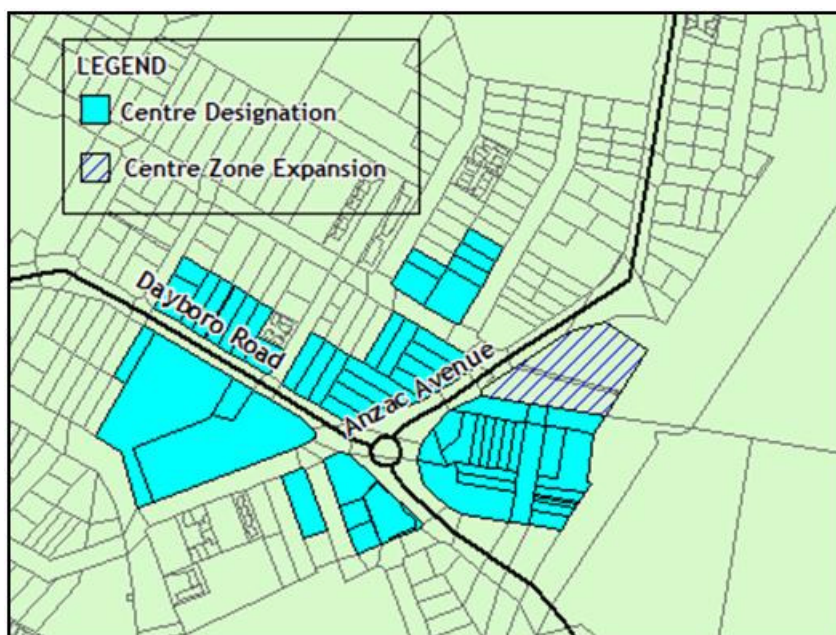 LEGEND
Centre Designation
Centre Zone Expansion
Dayboro Road
Anzac Avenue